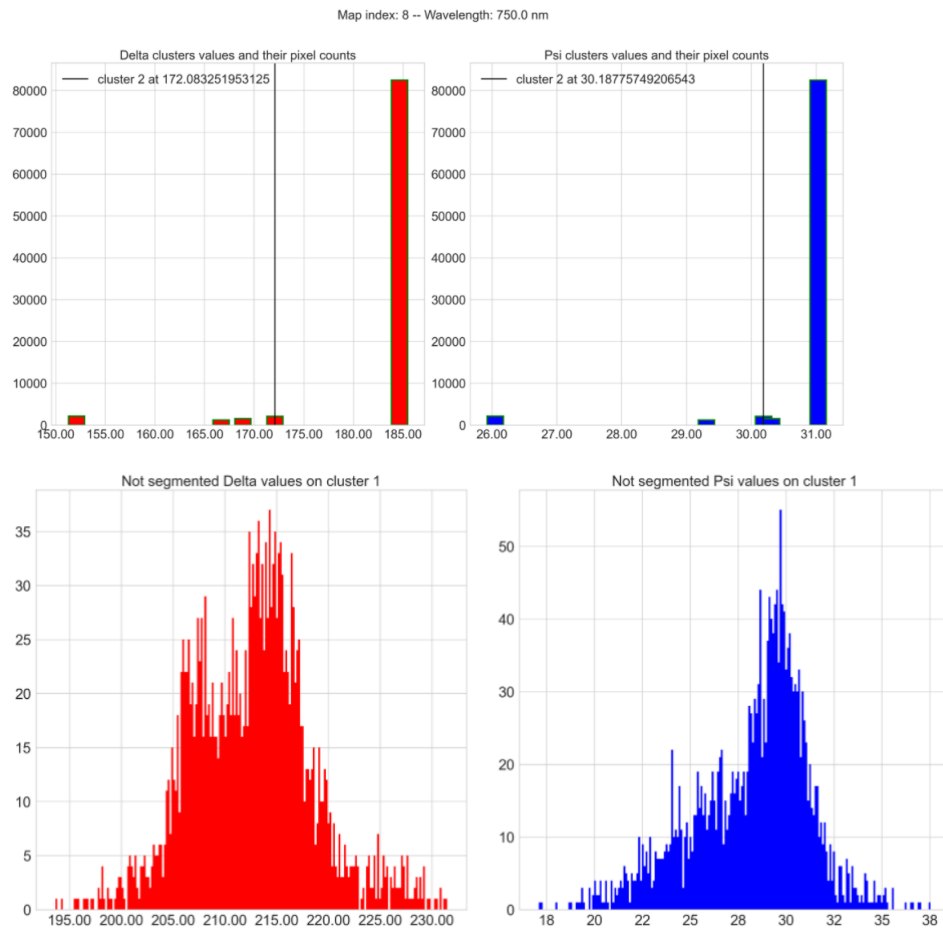 Map index: 8 -- Wavelength: 750.0 nm
Delta clusters values and their pixel counts
cluster 2 at 172.083251953125
80000
70000
60000
50000
40000
30000
20000
10000
0
150.00 155.00 160.00 165.00 170.00 175.00 180.00 185.00
Psi clusters values and their pixel counts
cluster 2 at 30.18775749206543
80000
70000
60000
50000
40000
30000
20000
10000
0
26.00 27.00 28.00 29.00 30.00 31.00
Not segmented Delta values on cluster 1
35
30
25
20
15
10
5
0
195.00 200.00 205.00 210.00 215.00 220.00 225.00 230.00
Not segmented Psi values on cluster 1
50
40
30
20
10
0
18 20 22 25 28 30 32 35 38